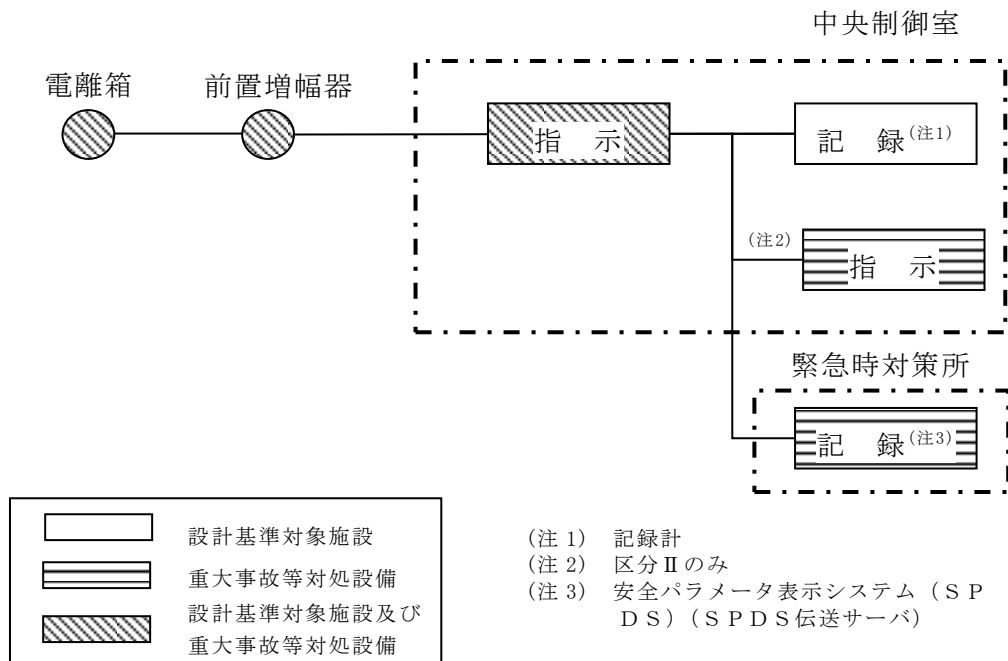 中央制御室
電離箱
前置増幅器
指 示
記 録(注1)
(注2)
指 示
緊急時対策所
記 録(注3)
設計基準対象施設
重大事故等対処設備
設計基準対象施設及び
重大事故等対処設備
(注 1) 記録計
(注 2) 区分Ⅱのみ
(注 3) 安全パラメータ表示システム(SP
DS)(SPDS伝送サーバ)